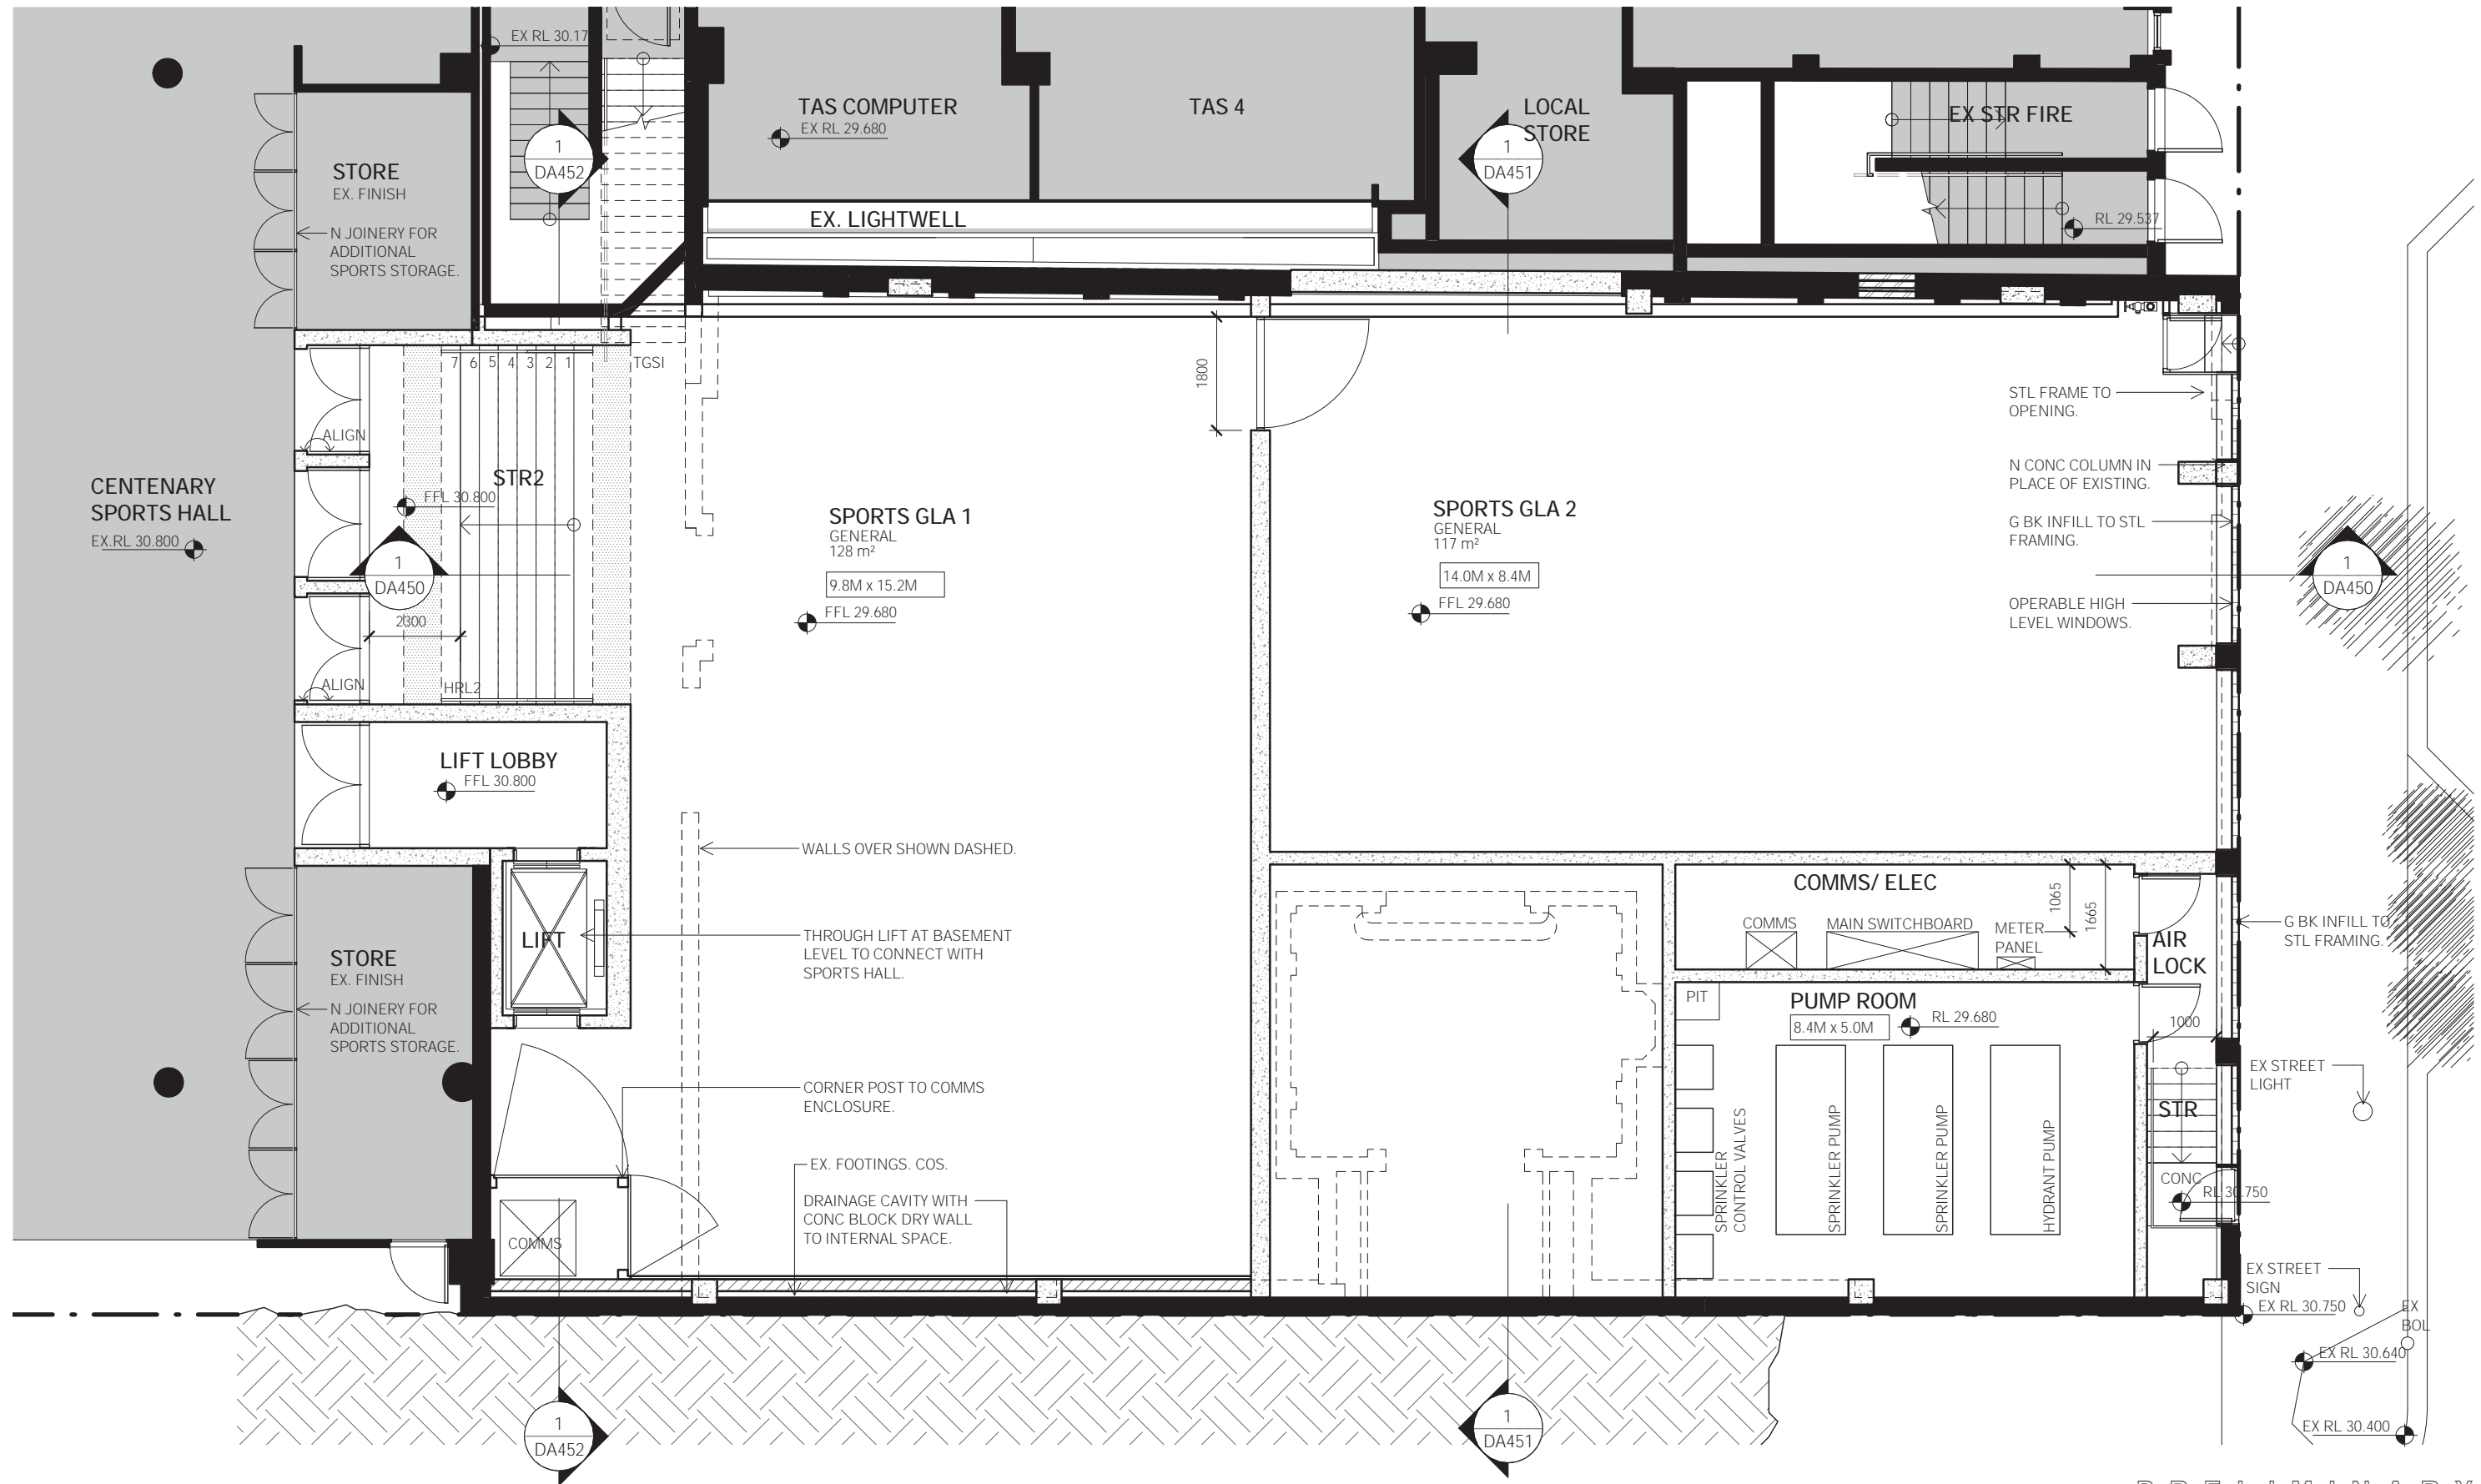 EX RL 30.17
TAS COMPUTER
EX RL 29.680
TAS 4
LOCAL
STORE
EX STR FIRE
1
DA452
1
DA451
STORE
EX. FINISH
N JOINERY FOR
ADDITIONAL
SPORTS STORAGE.
EX. LIGHTWELL
RL 29.537
7 6 5 4 3 2 1
TGSI
1800
STL FRAME TO
OPENING.
ALIGN
STR2
FFL 30.800
CENTENARY
SPORTS HALL
EX.RL 30.800
1
DA450
2300
ALIGN
HRL2
SPORTS GLA 1
GENERAL
128 m²
9.8M x 15.2M
FFL 29.680
SPORTS GLA 2
GENERAL
117 m²
14.0M x 8.4M
FFL 29.680
N CONC COLUMN IN
PLACE OF EXISTING.
G BK INFILL TO STL
FRAMING.
1
DA450
OPERABLE HIGH
LEVEL WINDOWS.
LIFT LOBBY
FFL 30.800
WALLS OVER SHOWN DASHED.
COMMS/ ELEC
1065
1665
COMMS
MAIN SWITCHBOARD
METER
PANEL
AIR
LOCK
G BK INFILL TO
STL FRAMING.
LIFT
THROUGH LIFT AT BASEMENT
LEVEL TO CONNECT WITH
SPORTS HALL.
STORE
EX. FINISH
N JOINERY FOR
ADDITIONAL
SPORTS STORAGE.
PIT
PUMP ROOM
8.4M x 5.0M
RL 29.680
1000
CORNER POST TO COMMS
ENCLOSURE.
EX STREET
LIGHT
STR
SPRINKLER
CONTROL VALVES
SPRINKLER PUMP
SPRINKLER PUMP
HYDRANT PUMP
EX. FOOTINGS. COS.
DRAINAGE CAVITY WITH
CONC BLOCK DRY WALL
TO INTERNAL SPACE.
COMMS
CONC
RL 30.750
EX STREET
SIGN
EX RL 30.750
EX
BOL
EX RL 30.640
EX RL 30.400
1
DA452
1
DA451